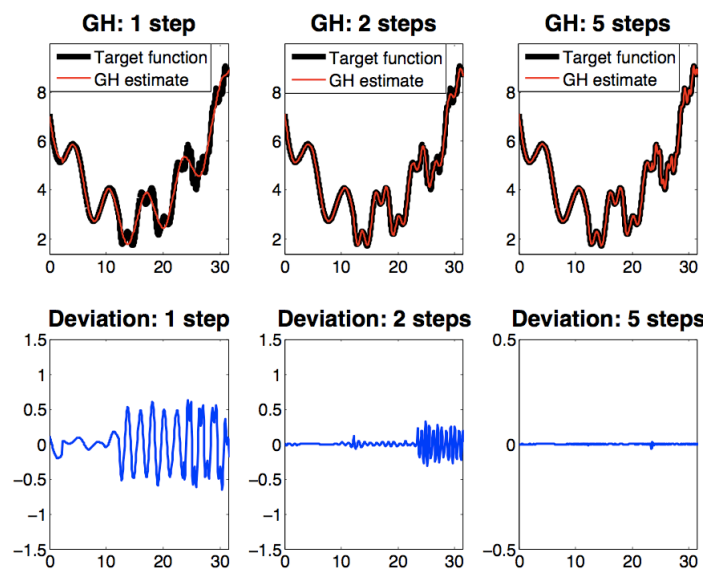 GH: 1 step GH: 2 steps GH: 5 steps
Target function Target function Target function
GH estimate GH estimate GH estimate
8 8 8
6 6 6
4 4 4
2 2 2
0 10 20 30 0 10 20 30 0 10 20 30
Deviation: 1 step Deviation: 2 steps Deviation: 5 steps
1.5 1.5 0.5
1 1
0.5 0.5
0 0 0
−0.5 −0.5
−1 −1
−1.5 −1.5 −0.5
0 10 20 30 0 10 20 30 0 10 20 30